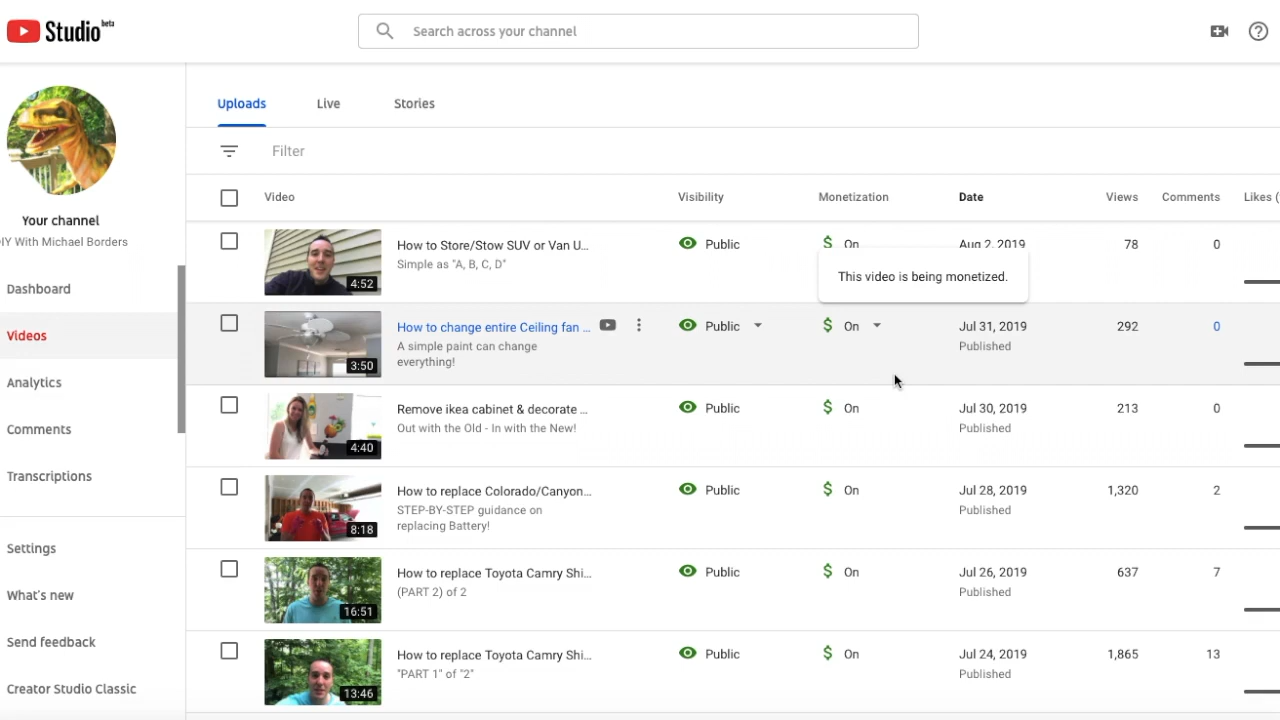 Studio beta
Search across your channel
Your channel
IY With Michael Borders
Dashboard
Videos
Analytics
Comments
Transcriptions
Settings
What's new
Send feedback
Creator Studio Classic
Uploads Live Stories
Filter
Video Visibility Monetization Date Views Comments Likes (
4:52 How to Store/Stow SUV or Van U... Public $ On Aug 2, 2019 78 0
Simple as "A, B, C, D"
This video is being monetized.
3:50 How to change entire Ceiling fan ... Public $ On Jul 31, 2019 292 0
A simple paint can change Published
everything!
4:40 Remove ikea cabinet & decorate ... Public $ On Jul 30, 2019 213 0
Out with the Old - In with the New! Published
8:18 How to replace Colorado/Canyon... Public $ On Jul 28, 2019 1,320 2
STEP-BY-STEP guidance on Published
replacing Battery!
16:51 How to replace Toyota Camry Shi... Public $ On Jul 26, 2019 637 7
(PART 2) of 2 Published
13:46 How to replace Toyota Camry Shi... Public $ On Jul 24, 2019 1,865 13
"PART 1" of "2" Published